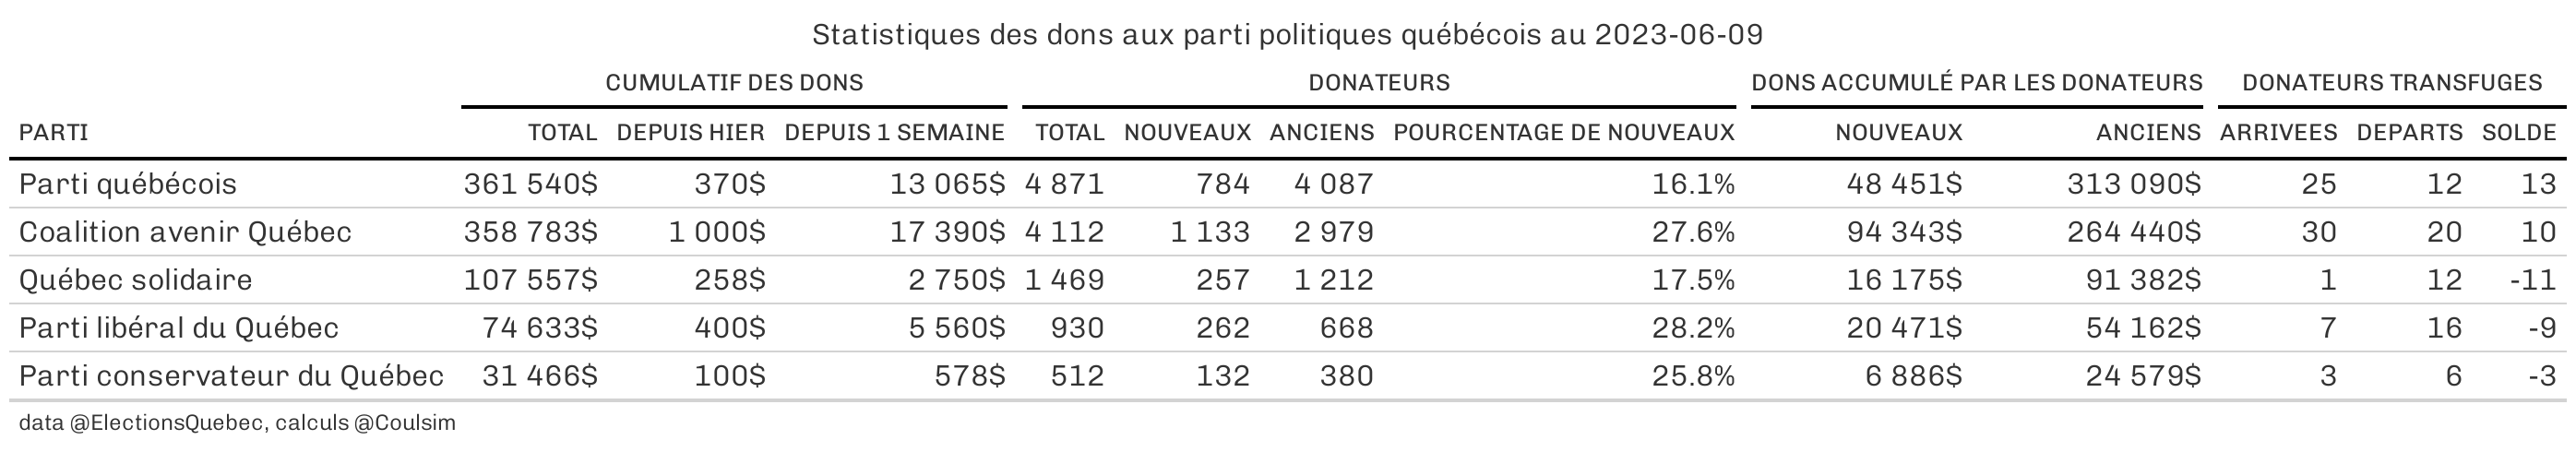 Statistiques des dons aux parti politiques québécois au 2023-06-09
CUMULATIF DES DONS DONATEURS DONS ACCUMULÉ PAR LES DONATEURS DONATEURS TRANSFUGES
PARTI TOTAL DEPUIS HIER DEPUIS 1 SEMAINE TOTAL NOUVEAUX ANCIENS POURCENTAGE DE NOUVEAUX NOUVEAUX ANCIENS ARRIVEES DEPARTS SOLDE
Parti québécois 361 540$ 370$ 13 065$ 4 871 784 4 087 16.1% 48 451$ 313 090$ 25 12 13
Coalition avenir Québec 358 783$ 1 000$ 17 390$ 4 112 1 133 2 979 27.6% 94 343$ 264 440$ 30 20 10
Québec solidaire 107 557$ 258$ 2 750$ 1 469 257 1 212 17.5% 16 175$ 91 382$ 1 12 -11
Parti libéral du Québec 74 633$ 400$ 5 560$ 930 262 668 28.2% 20 471$ 54 162$ 7 16 -9
Parti conservateur du Québec 31 466$ 100$ 578$ 512 132 380 25.8% 6 886$ 24 579$ 3 6 -3
data @ElectionsQuebec, calculs @Coulsim